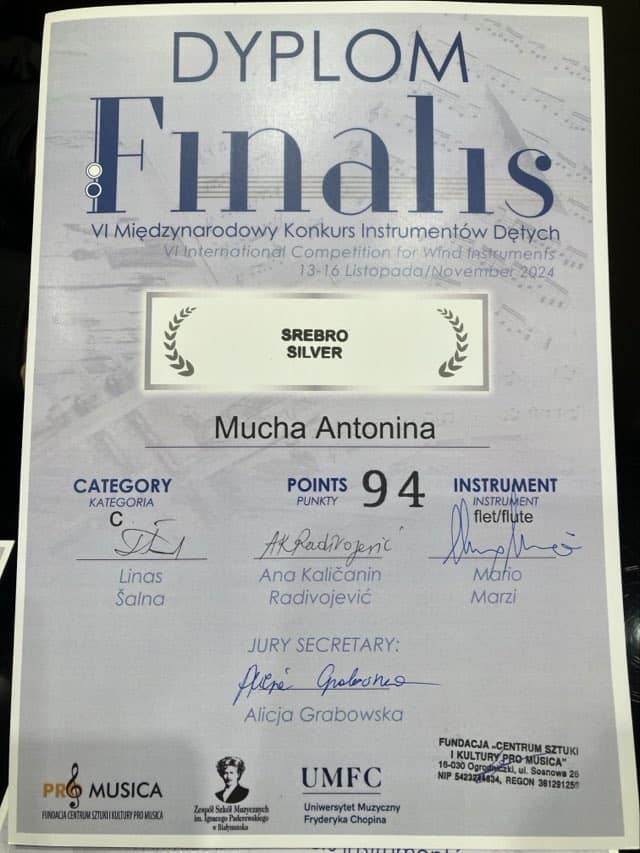 DYPLOM
Finalis
VI Międzynarodowy Konkurs Instrumentów Dętych
VI International Competition for Wind Instruments
13-16 Listopada/November 2024
SREBRO
SILVER
Mucha Antonina
CATEGORY
KATEGORIA
C
POINTS
PUNKTY
94
INSTRUMENT
INSTRUMENT
flet/flute
AKRadivojević
Linas
Šalna
Ana Kaličanin
Radivojević
Mario
Marzi
JURY SECRETARY:
Alicja Grabowska
PRO MUSICA
FUNDACJA CENTRUM SZTUKI I KULTURY PRO MUSICA
Zespół Szkół Muzycznych
im. Ignacego Paderewskiego
w Białymstoku
UMFC
Uniwersytet Muzyczny
Fryderyka Chopina
FUNDACJA „CENTRUM SZTUKI
I KULTURY PRO MUSICA"
16-030 Ogrodniczki, ul. Sosnowa 26
NIP REGON